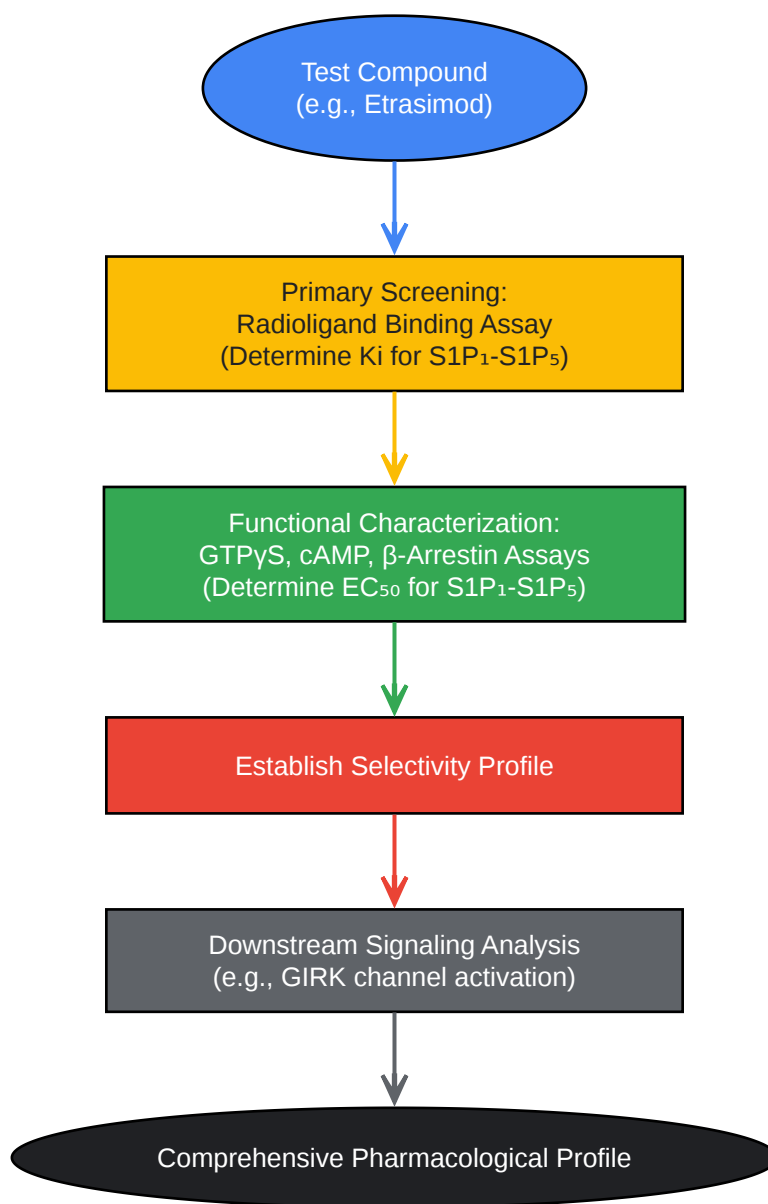 Test Compound
(e.g., Etrasimod)
Primary Screening:
Radioligand Binding Assay
(Determine Ki for S1P₁-S1P₅)
Functional Characterization:
GTPγS, cAMP, β-Arrestin Assays
(Determine EC₅₀ for S1P₁-S1P₅)
Establish Selectivity Profile
Downstream Signaling Analysis
(e.g., GIRK channel activation)
Comprehensive Pharmacological Profile